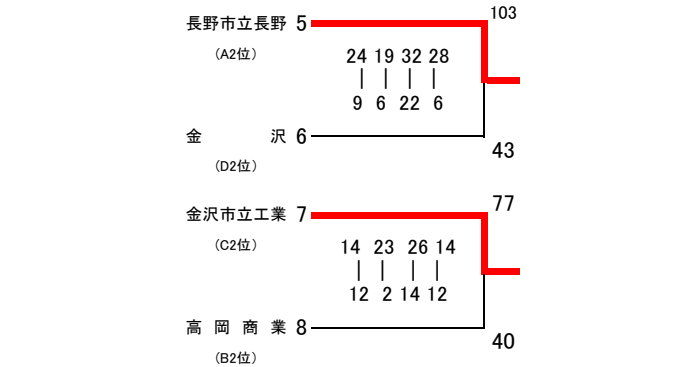 長野市立長野 5 103
(A2位)
24 19 32 28
| | | |
9 6 22 6
金沢 6
43
(D2位)
77
金沢市立工業 7
(C2位)
14 23 26 14
| | | |
12 2 14 12
高岡商業 8
40
(B2位)